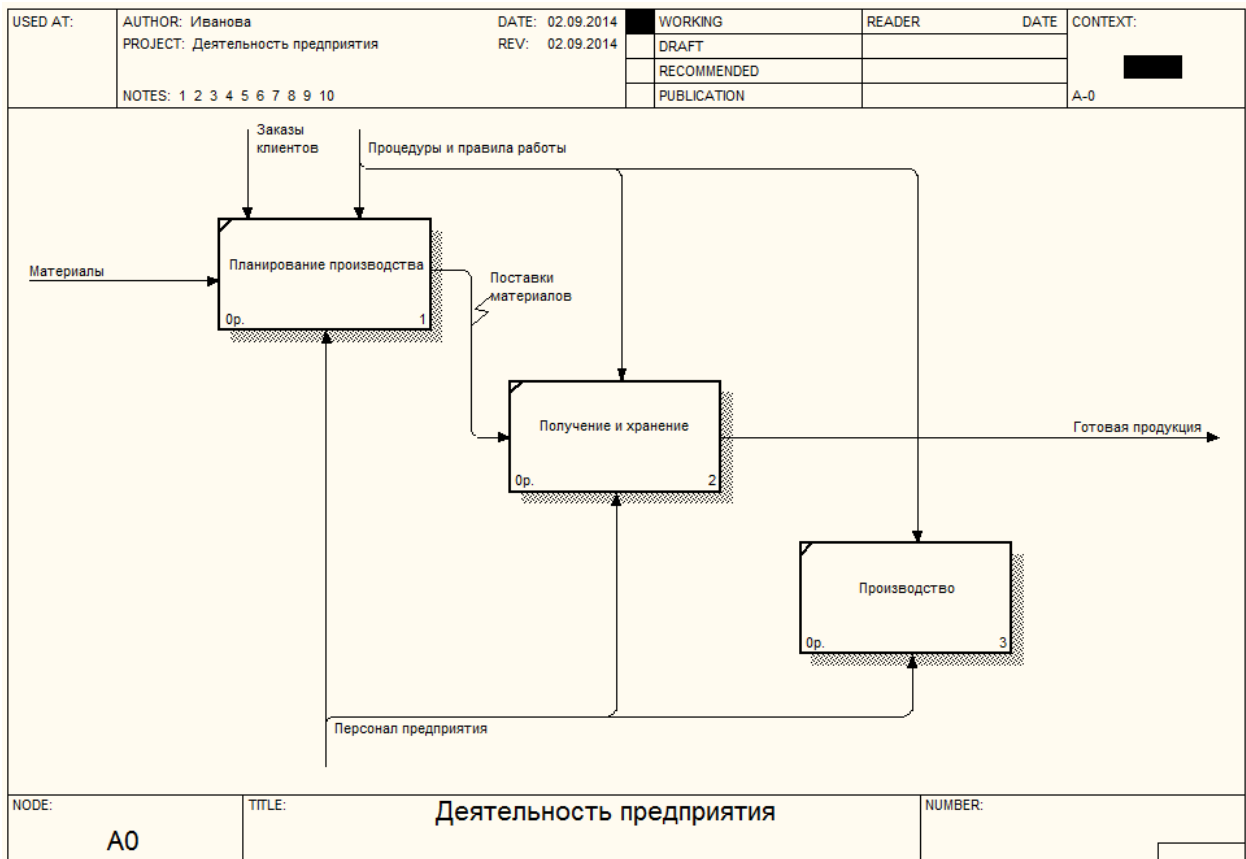 USED AT:
AUTHOR: Иванова
DATE: 02.09.2014
WORKING
READER
DATE
CONTEXT:
PROJECT: Деятельность предприятия
REV: 02.09.2014
DRAFT
RECOMMENDED
NOTES: 1 2 3 4 5 6 7 8 9 10
PUBLICATION
A-0
Заказы
клиентов
Процедуры и правила работы
Материалы
Планирование производства
0р.
1
Поставки
материалов
Получение и хранение
0р.
2
Готовая продукция
Производство
0р.
3
Персонал предприятия
NODE:
TITLE:
Деятельность предприятия
NUMBER:
A0